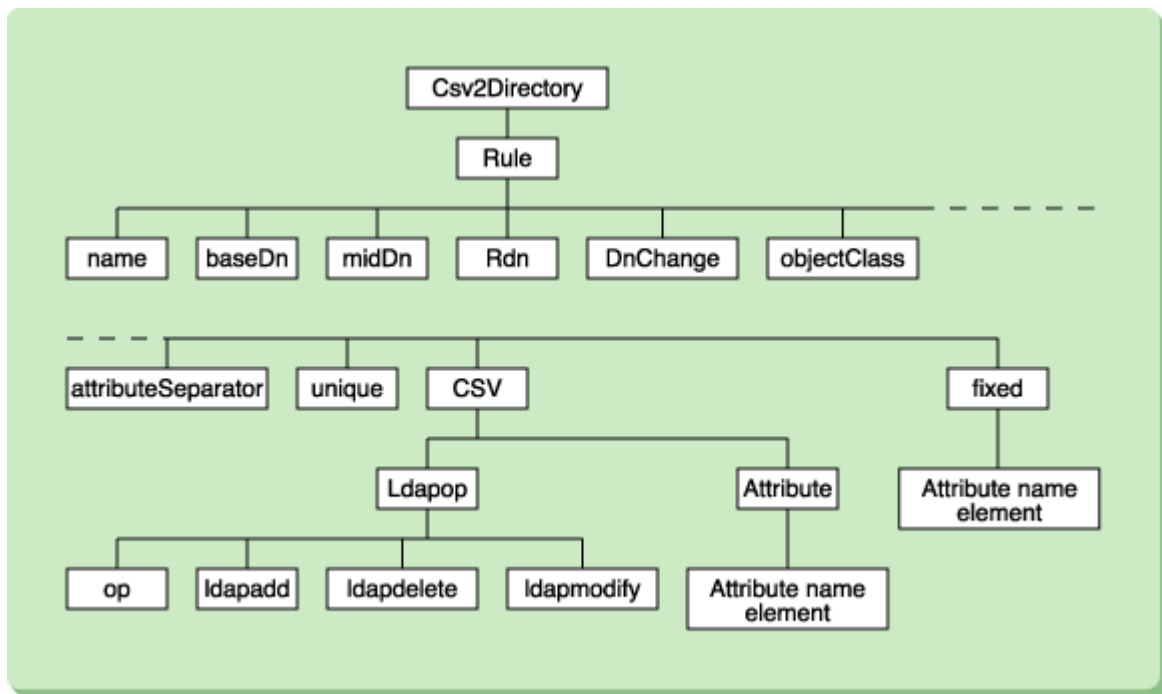 Csv2Directory
Rule
name
baseDn
midDn
Rdn
DnChange
objectClass
attributeSeparator
unique
CSV
fixed
Ldapop
Attribute
Attribute name
element
op
ldapadd
ldapdelete
ldapmodify
Attribute name
element